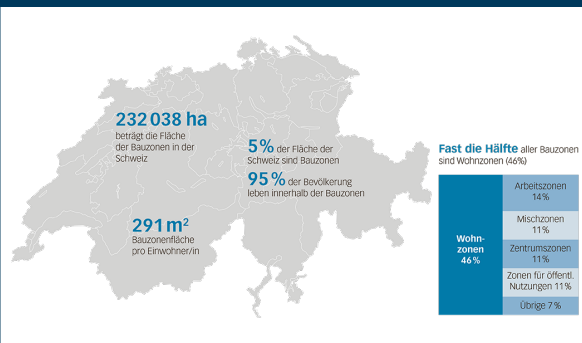 232 038 ha
beträgt die Fläche
der Bauzonen in der
Schweiz
5 % der Fläche der
Schweiz sind Bauzonen
95 % der Bevölkerung
leben innerhalb der Bauzonen
291 m²
Bauzonenfläche
pro Einwohner/in
Fast die Hälfte aller Bauzonen
sind Wohnzonen (46%)
Wohn-
zonen
46 %
Arbeitszonen
14 %
Mischzonen
11 %
Zentrumszonen
11 %
Zonen für öffentl.
Nutzungen 11 %
Übrige 7 %